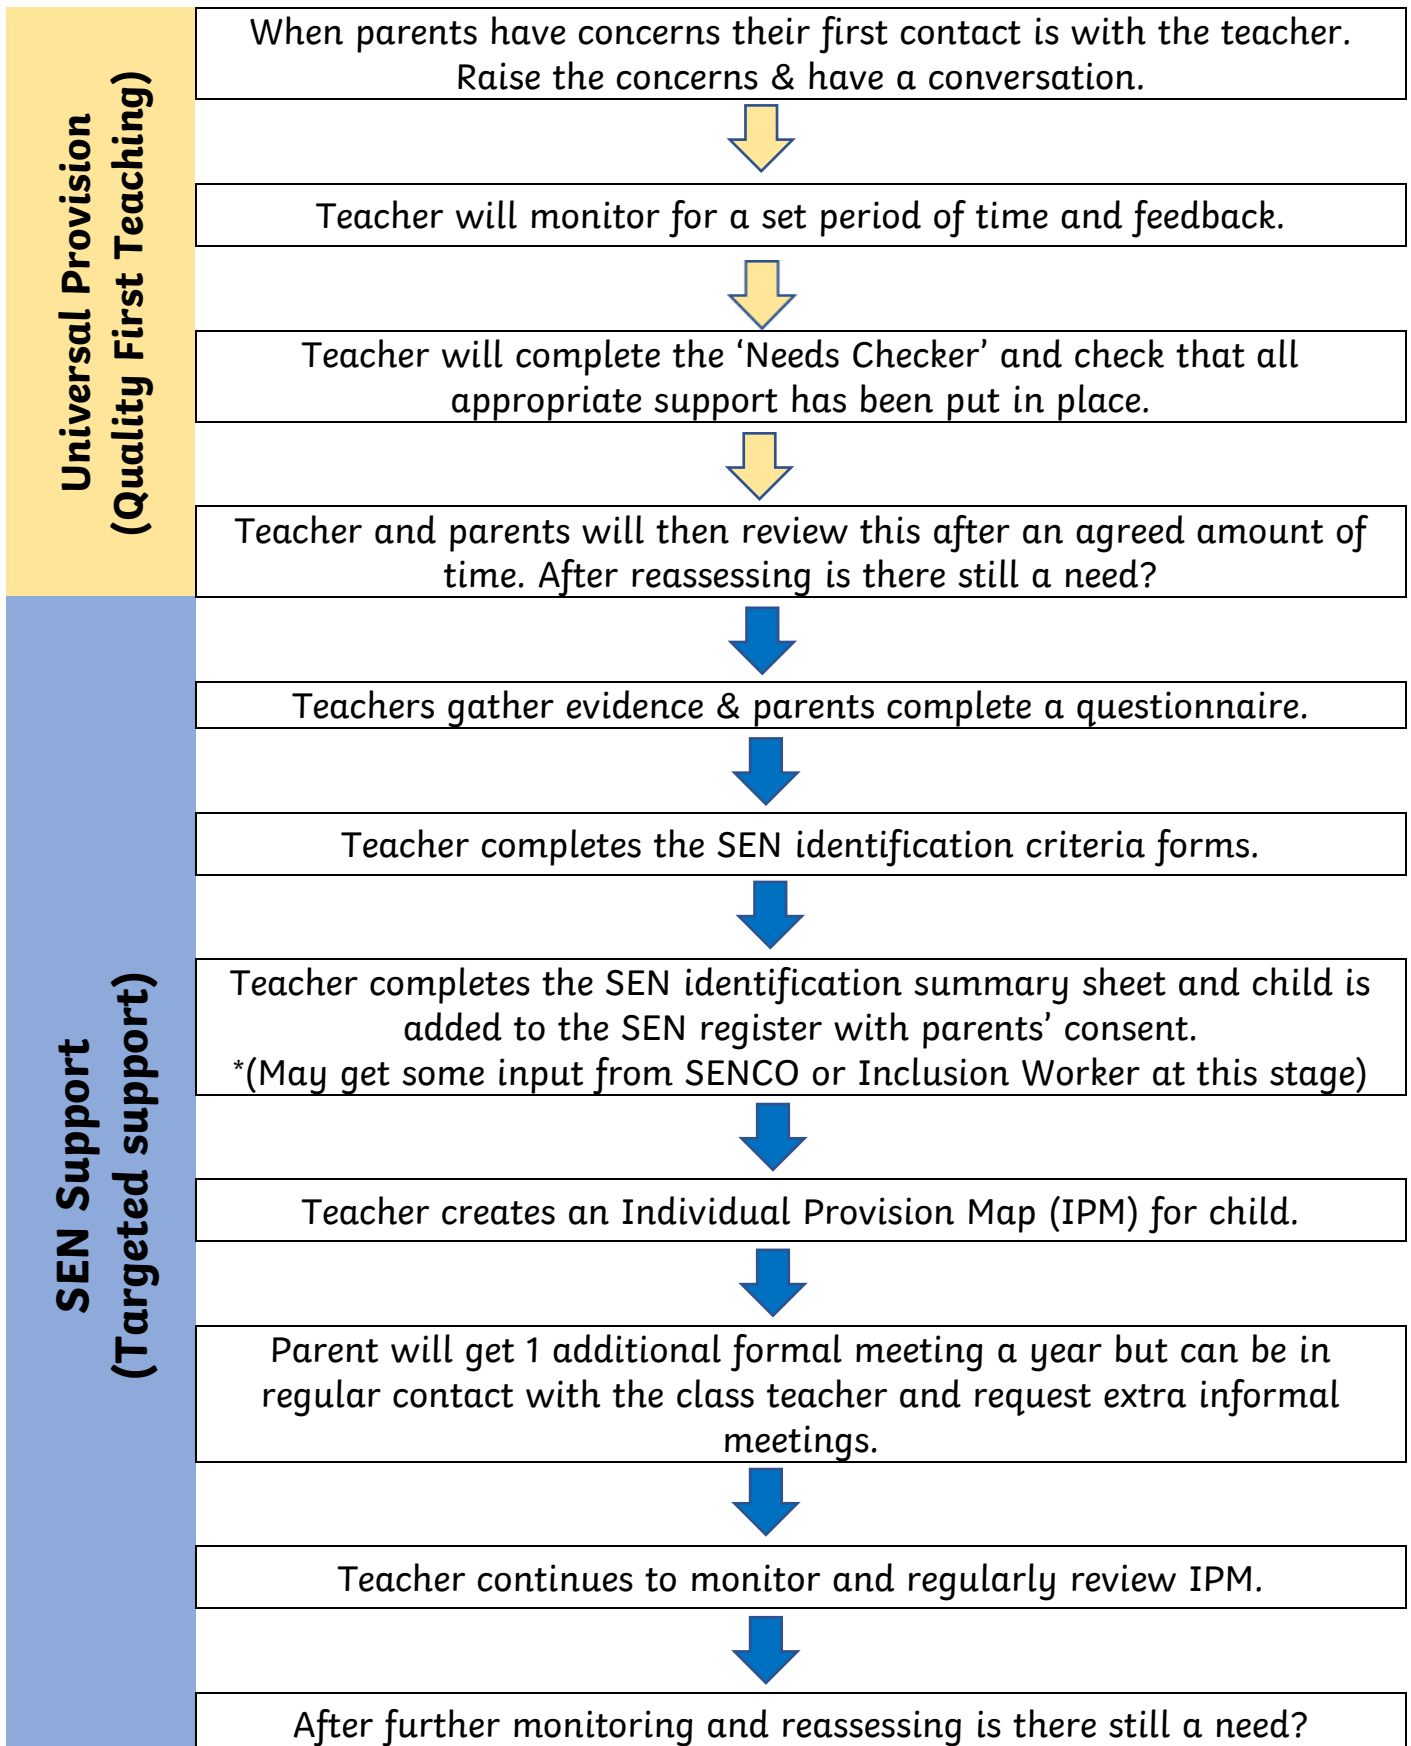 Universal Provision
(Quality First Teaching)
When parents have concerns their first contact is with the teacher.
Raise the concerns & have a conversation.
Teacher will monitor for a set period of time and feedback.
Teacher will complete the ‘Needs Checker’ and check that all
appropriate support has been put in place.
Teacher and parents will then review this after an agreed amount of
time. After reassessing is there still a need?
SEN Support
(Targeted support)
Teachers gather evidence & parents complete a questionnaire.
Teacher completes the SEN identification criteria forms.
Teacher completes the SEN identification summary sheet and child is
added to the SEN register with parents’ consent.
*(May get some input from SENCO or Inclusion Worker at this stage)
Teacher creates an Individual Provision Map (IPM) for child.
Parent will get 1 additional formal meeting a year but can be in
regular contact with the class teacher and request extra informal
meetings.
Teacher continues to monitor and regularly review IPM.
After further monitoring and reassessing is there still a need?